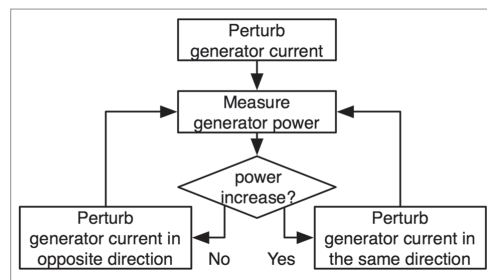 Perturb
generator current
Measure
generator power
power
increase?
Perturb
generator current in
opposite direction
No
Yes
Perturb
generator current in
the same direction